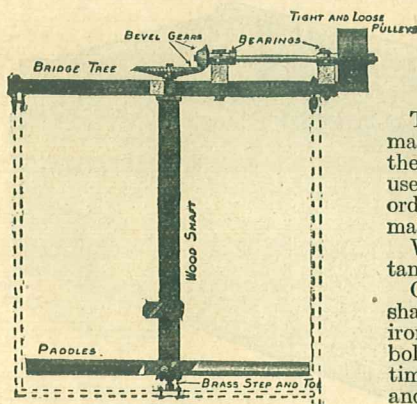 TIGHT AND LOOSE
PULLEYS
BEVEL GEARS
BEARINGS
BRIDGE TREE
WOOD SHAFT
PADDLES.
BRASS STEP AND TOE
T
ma
the
use
ord
ma
W
tan
C
sha
iron
bol
tim
and